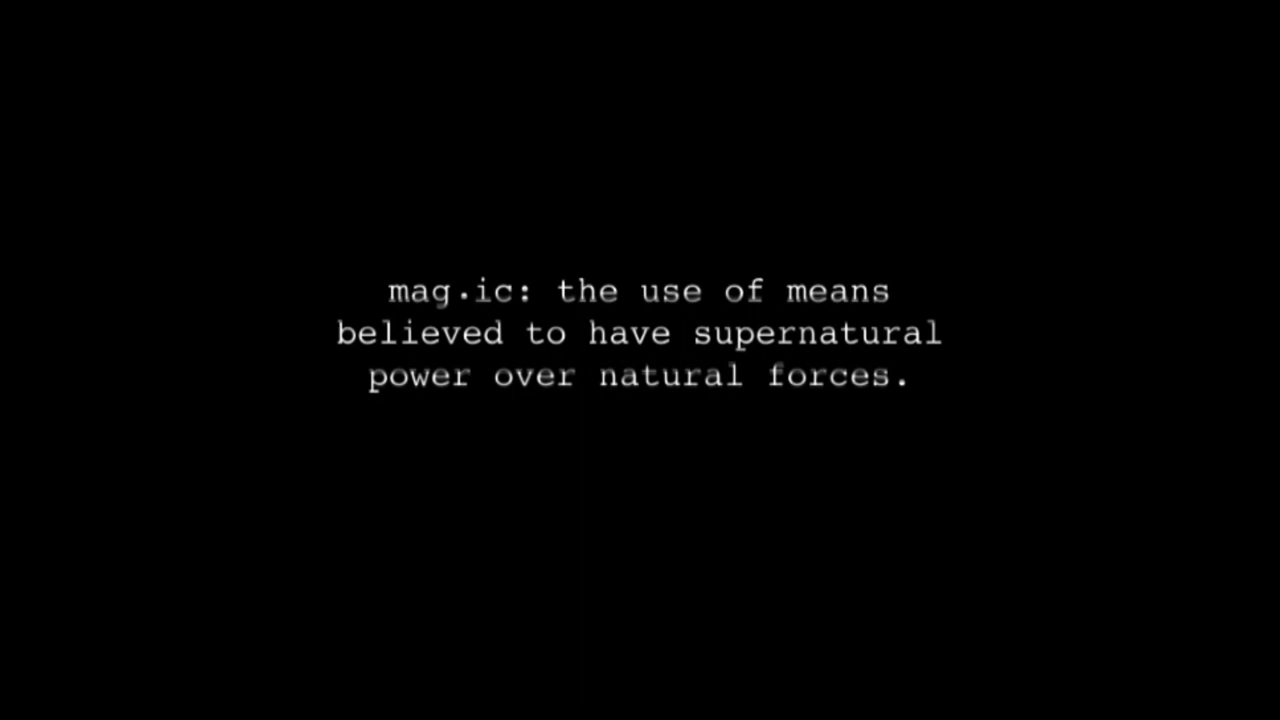 mag·ic: the use of means
believed to have supernatural
power over natural forces.